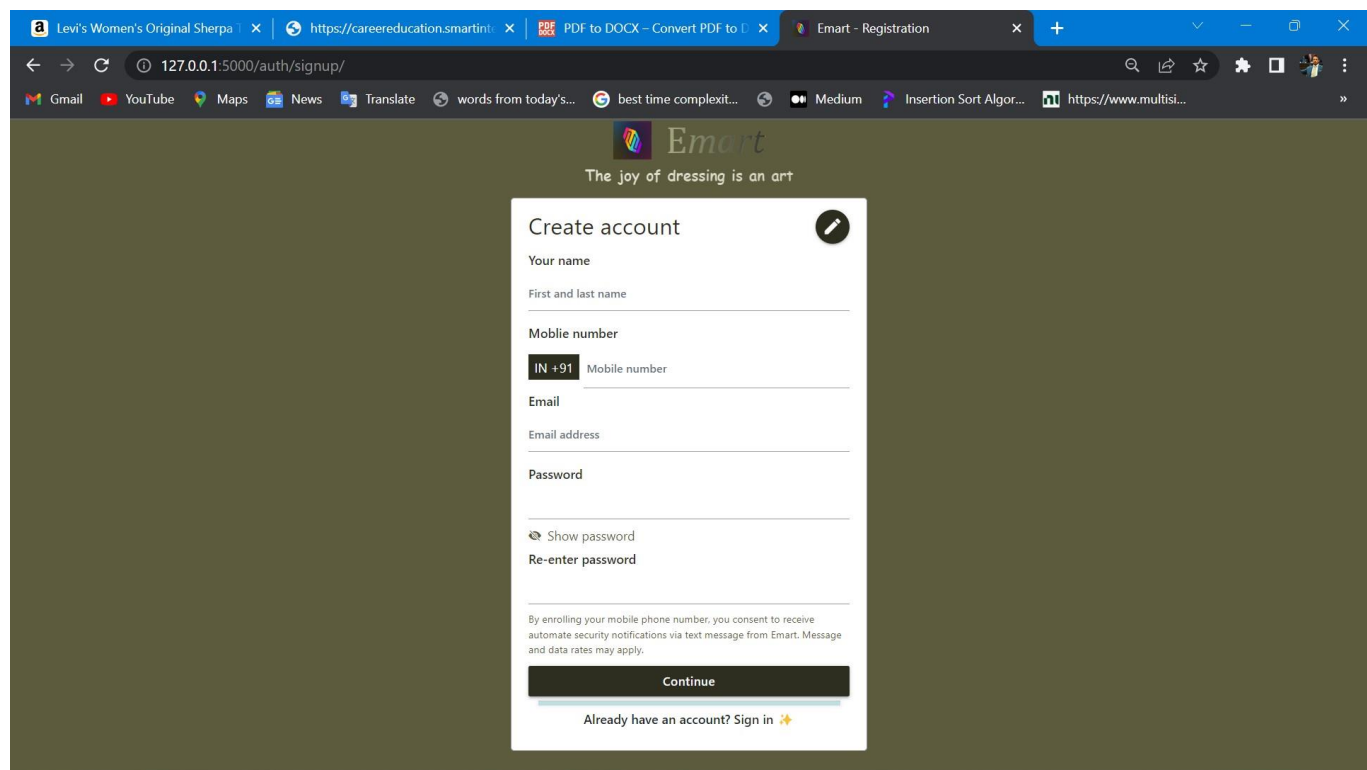 Levi's Women's Original Sherpa T
https://careereducation.smartinte
PDF to DOCX – Convert PDF to D
Emart - Registration
127.0.0.1:5000/auth/signup/
Gmail YouTube Maps News Translate words from today's... best time complexit... Medium Insertion Sort Algor... https://www.multisi... »
Emart
The joy of dressing is an art
Create account
Your name
First and last name
Moblie number
IN +91 Mobile number
Email
Email address
Password
Show password
Re-enter password
By enrolling your mobile phone number, you consent to receive
automate security notifications via text message from Emart. Message
and data rates may apply.
Continue
Already have an account? Sign in ✨